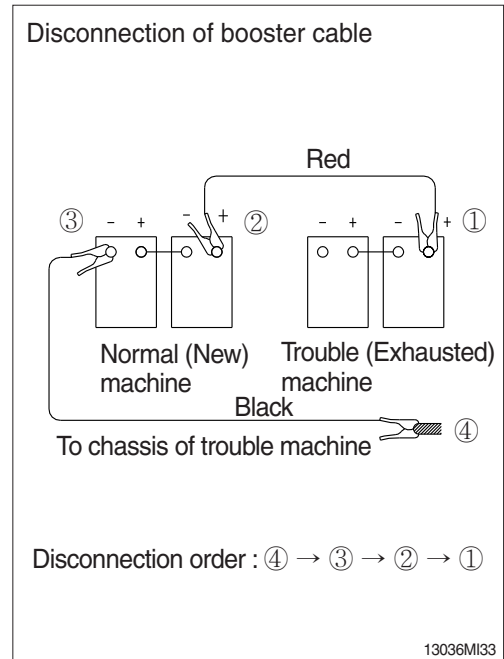 Disconnection of booster cable
Red
③ - + - + ② - + - + ①
Normal (New)
machine
Trouble (Exhausted)
machine
Black
To chassis of trouble machine ④
Disconnection order : ④ → ③ → ② → ①
13036MI33